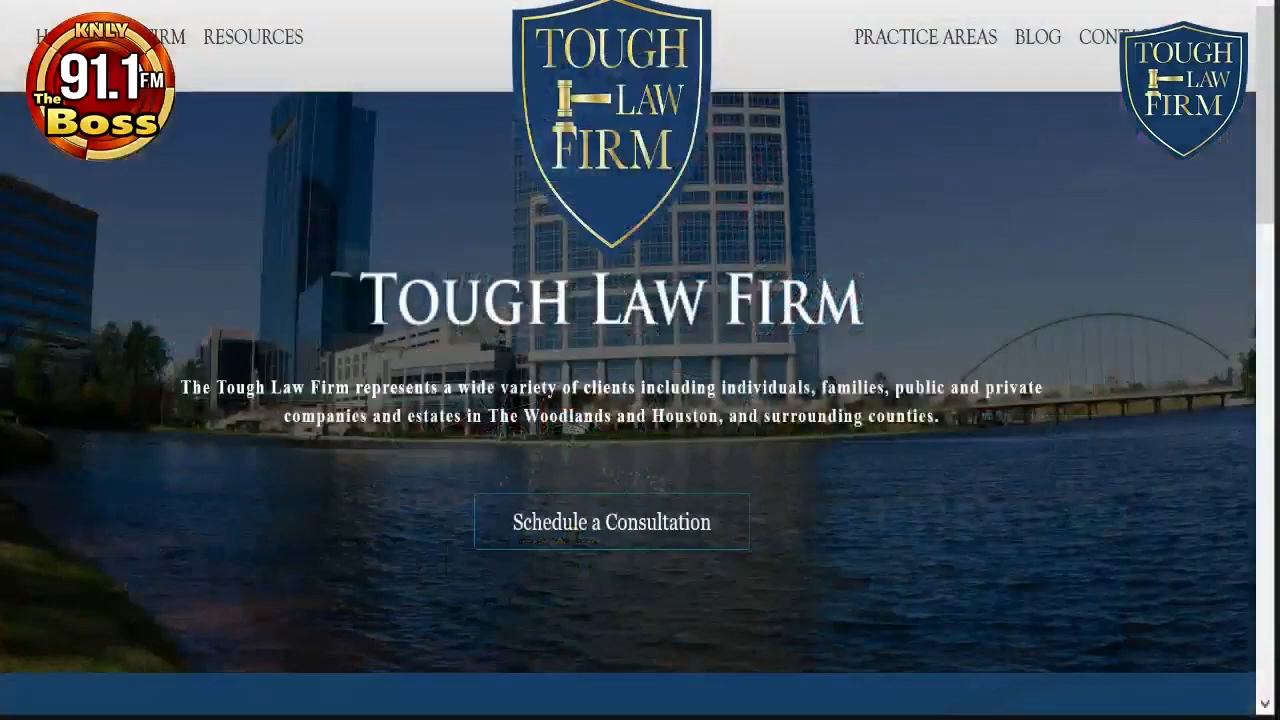 KNLY
91.1 FM
The
Boss
FIRM
RESOURCES
TOUGH
LAW
FIRM
PRACTICE AREAS
BLOG
TOUGH
LAW
FIRM
TOUGH LAW FIRM
The Tough Law Firm represents a wide variety of clients including individuals, families, public and private
companies and estates in The Woodlands and Houston, and surrounding counties.
Schedule a Consultation